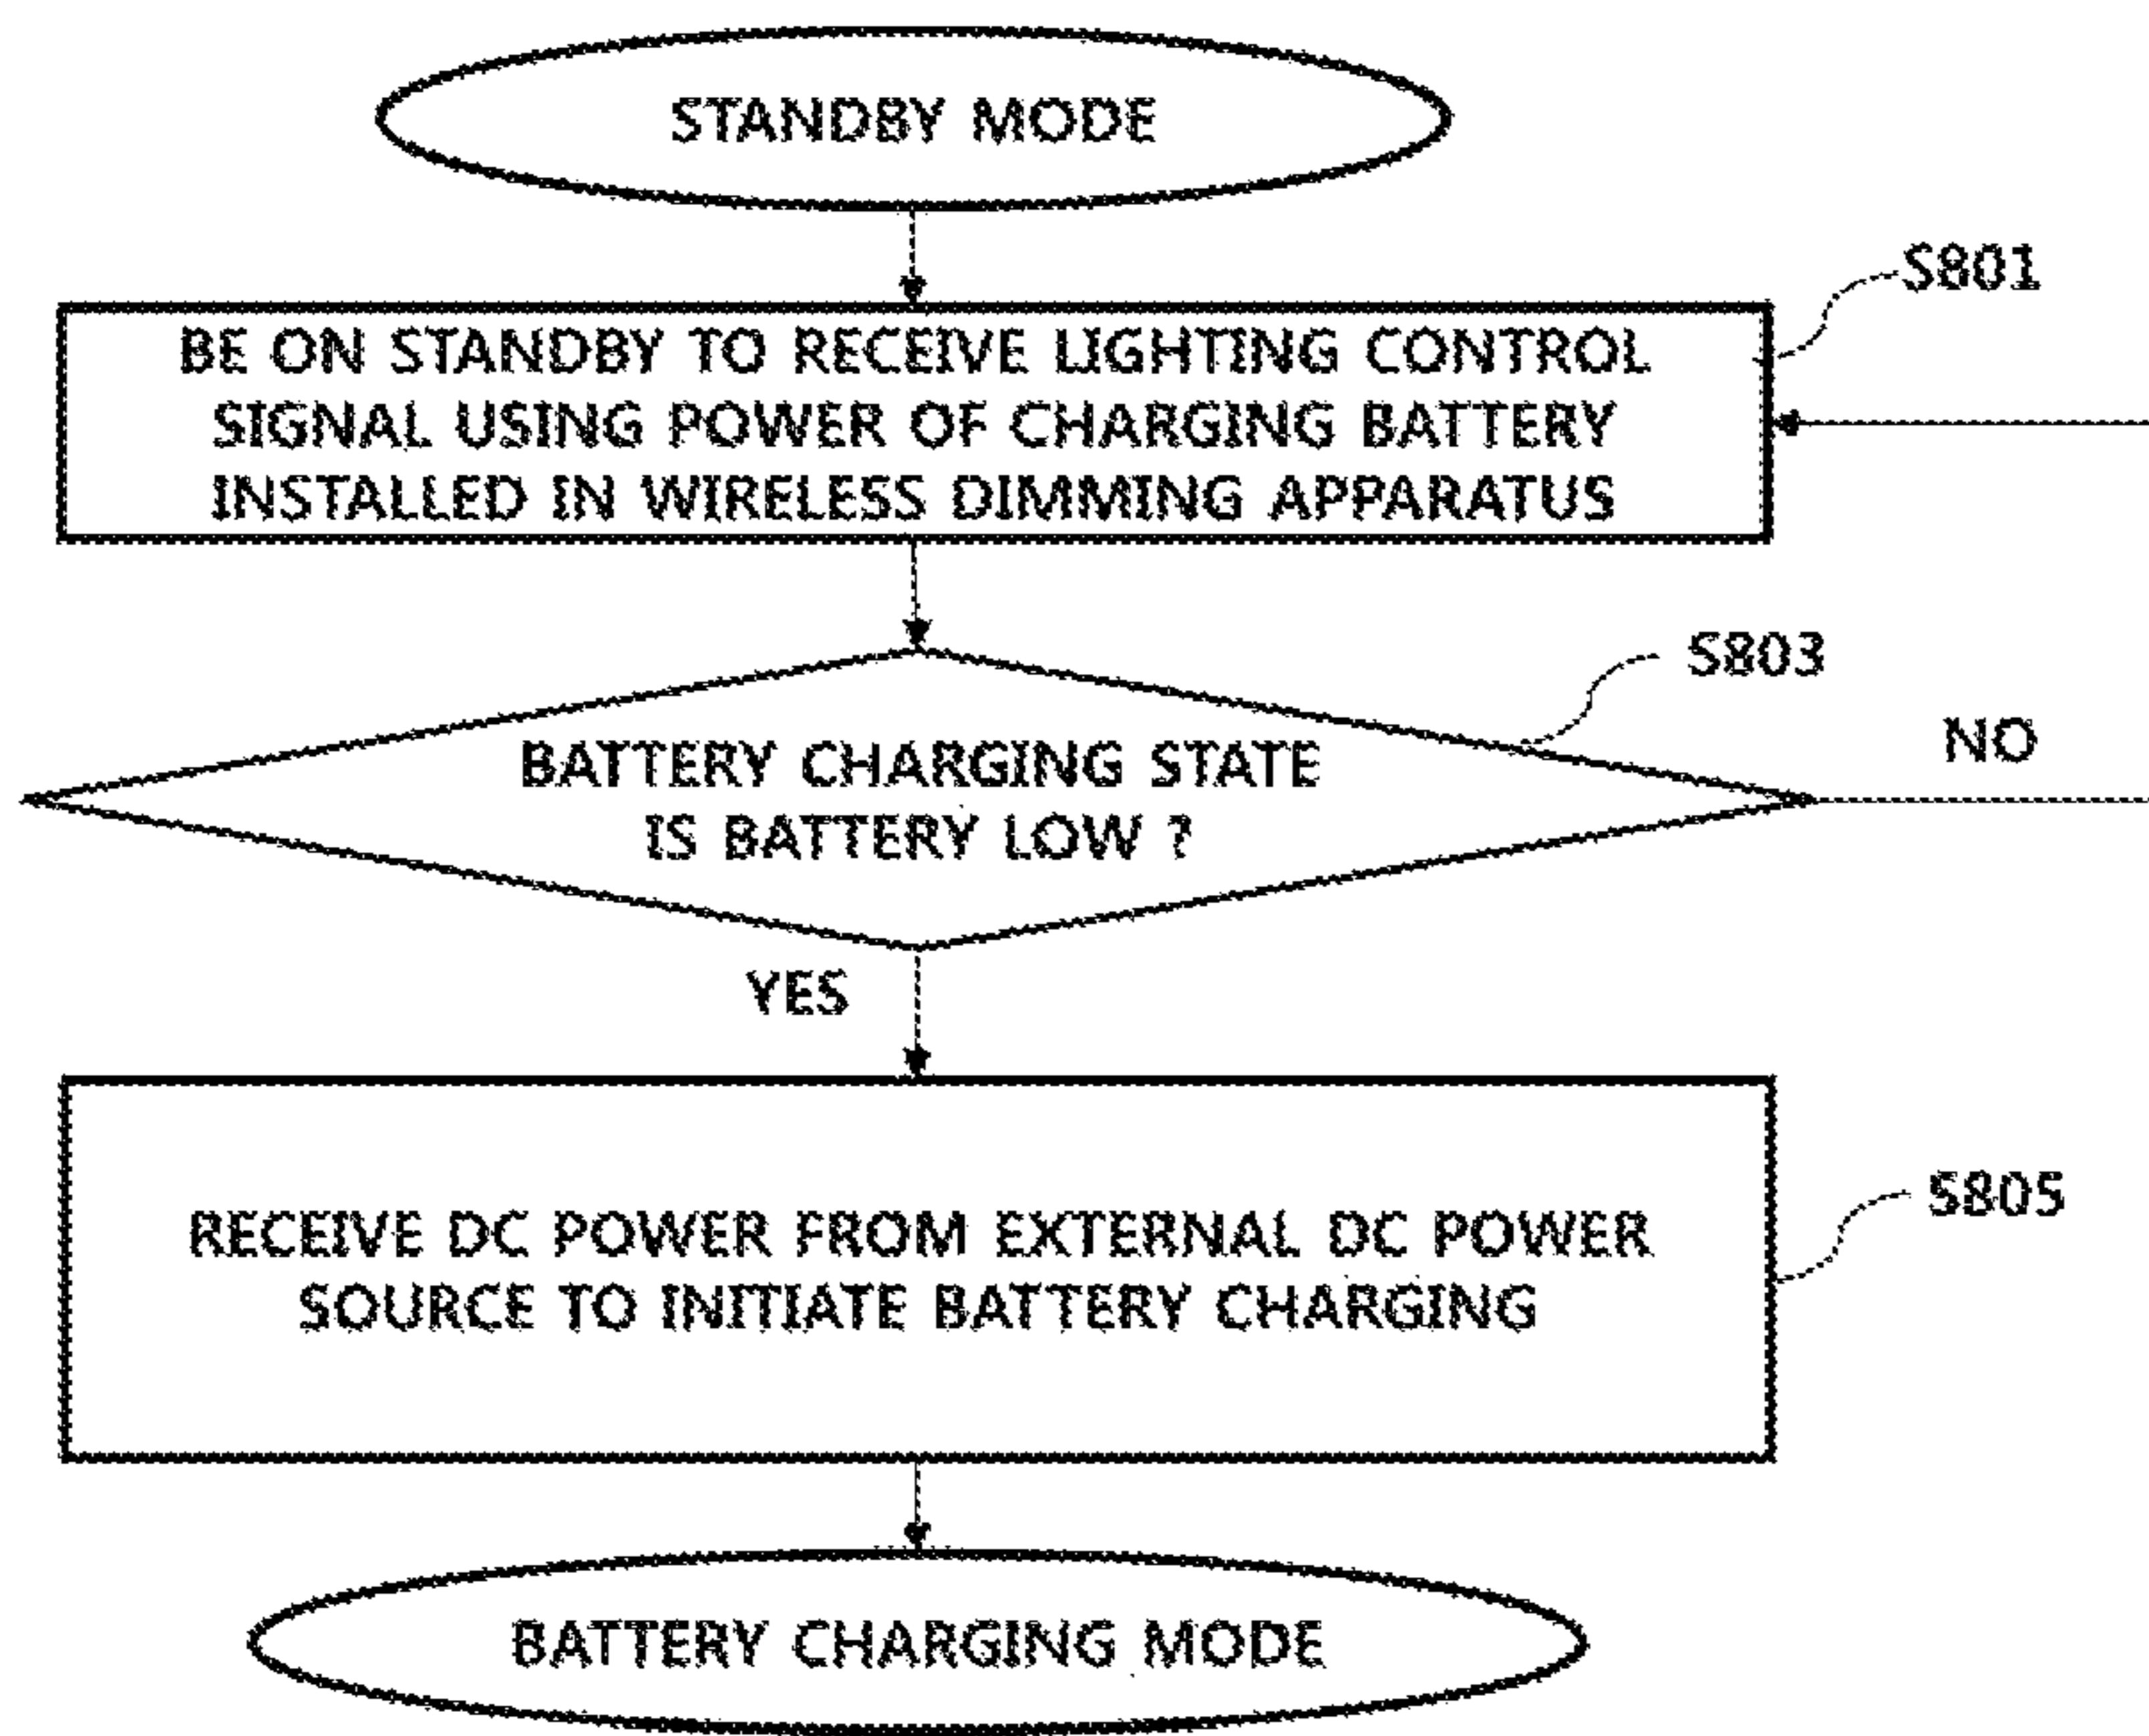 STANDBY MODE
S801
BE ON STANDBY TO RECEIVE LIGHTING CONTROL
SIGNAL USING POWER OF CHARGING BATTERY
INSTALLED IN WIRELESS DIMMING APPARATUS
S803
NO
BATTERY CHARGING STATE
IS BATTERY LOW ?
YES
S805
RECEIVE DC POWER FROM EXTERNAL DC POWER
SOURCE TO INITIATE BATTERY CHARGING
BATTERY CHARGING MODE